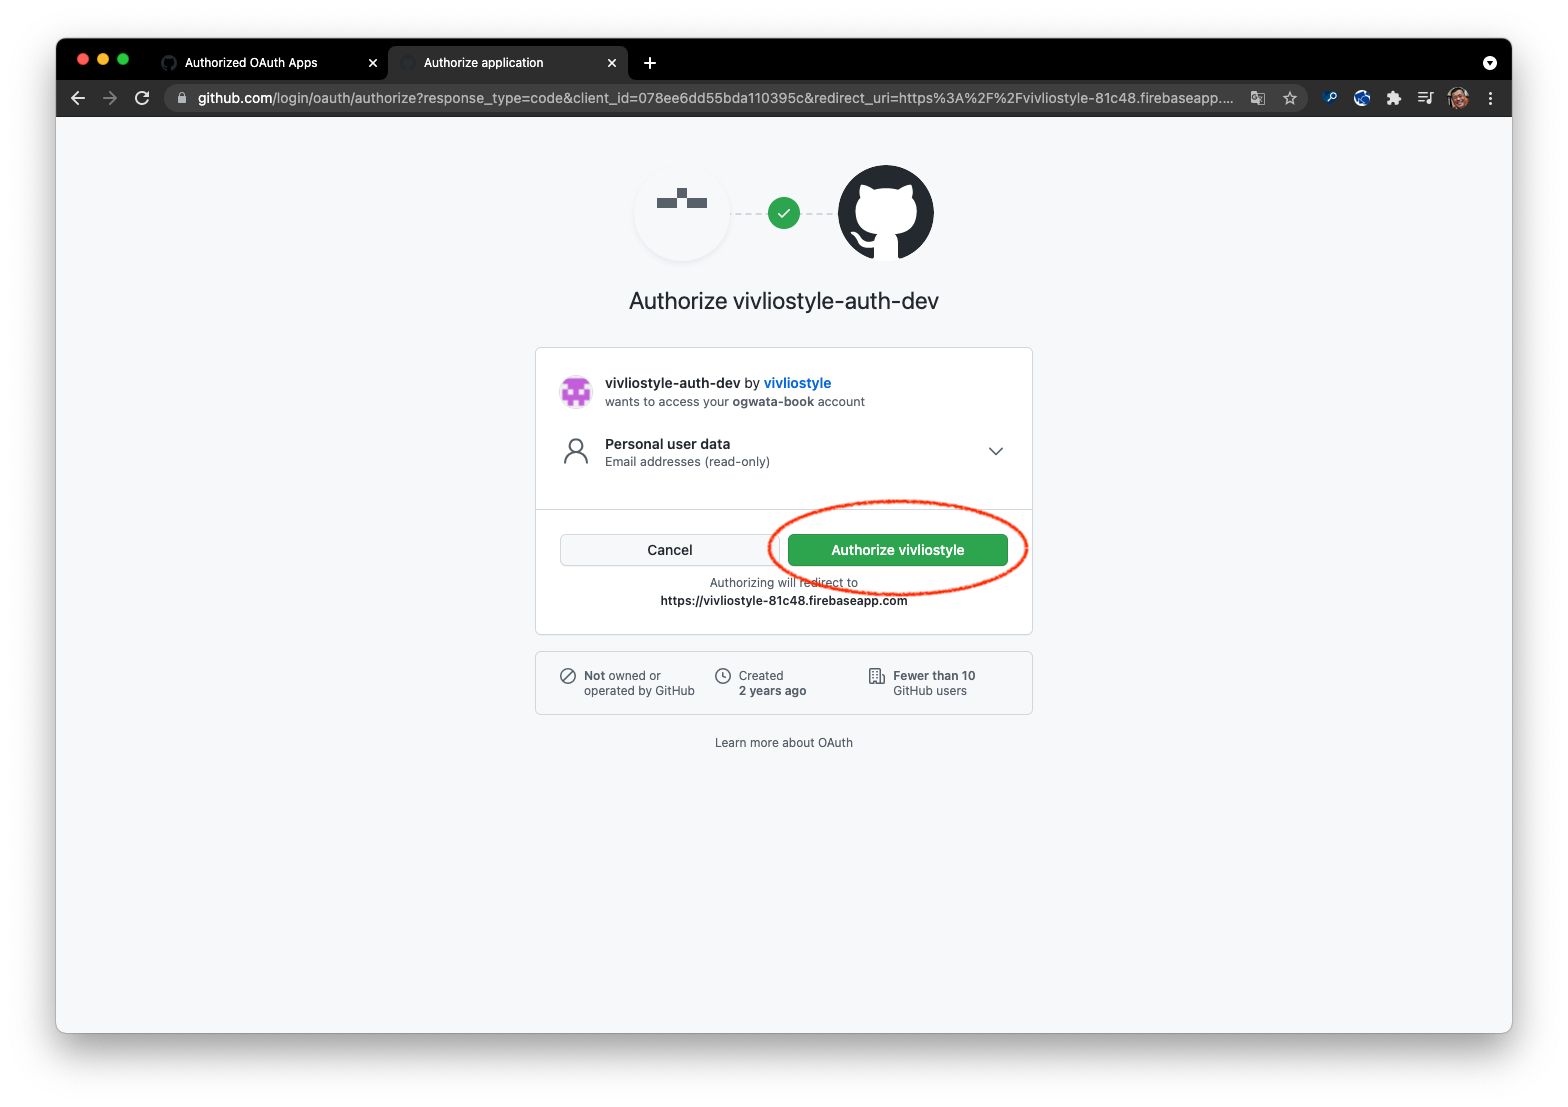 Authorized OAuth Apps
Authorize application
github.com/login/oauth/authorize?response_type=code&client_id=078ee6dd55bda110395c&redirect_uri=https%3A%2F%2Fvivliostyle-81c48.firebaseapp....
Authorize vivliostyle-auth-dev
vivliostyle-auth-dev by vivliostyle
wants to access your ogwata-book account
Personal user data
Email addresses (read-only)
Cancel
Authorize vivliostyle
Authorizing will redirect to
https://vivliostyle-81c48.firebaseapp.com
Not owned or
operated by GitHub
Created
2 years ago
Fewer than 10
GitHub users
Learn more about OAuth